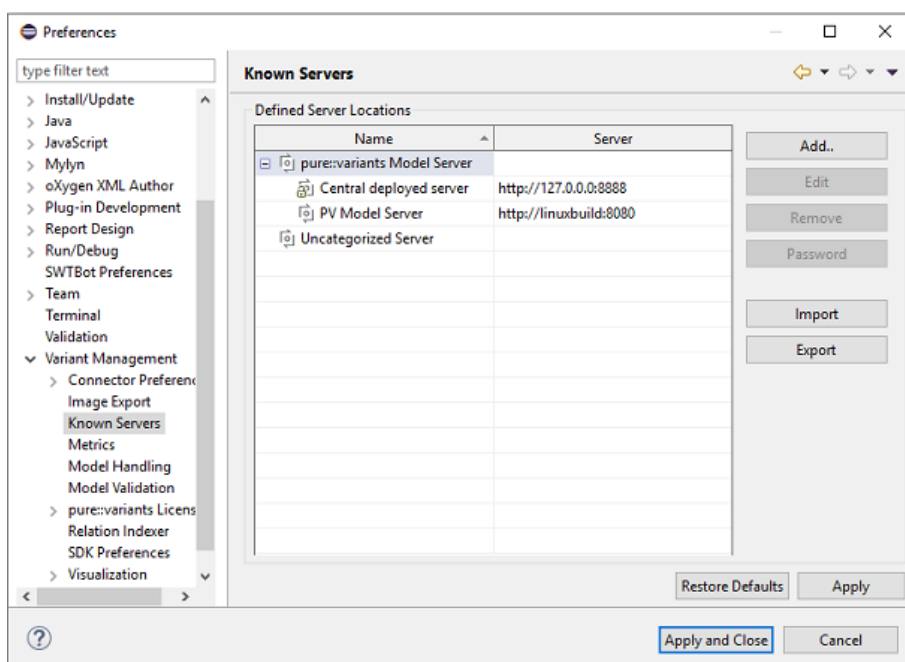 Preferences
type filter text
Install/Update
Java
JavaScript
Mylyn
oXygen XML Author
Plug-in Development
Report Design
Run/Debug
SWTBot Preferences
Team
Terminal
Validation
Variant Management
Connector Preferenc
Image Export
Known Servers
Metrics
Model Handling
Model Validation
pure::variants Licens
Relation Indexer
SDK Preferences
Visualization
Known Servers
Defined Server Locations
Name Server
pure::variants Model Server
Central deployed server http://127.0.0.0:8888
PV Model Server http://linuxbuild:8080
Uncategorized Server
Add..
Edit
Remove
Password
Import
Export
Restore Defaults Apply
? Apply and Close Cancel